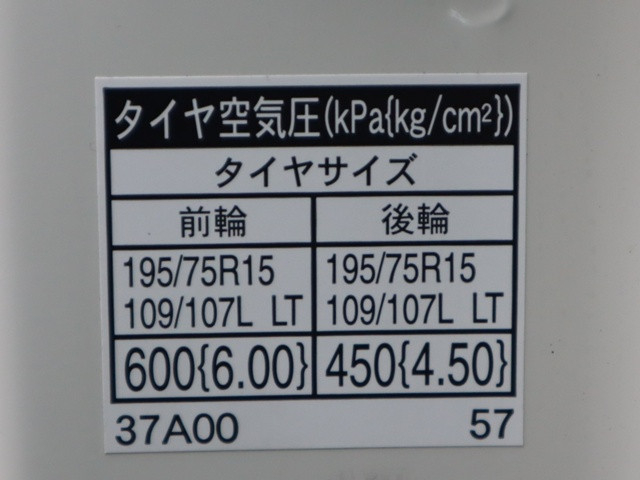 タイヤ空気圧(kPa{kg/cm²})
タイヤサイズ
前輪 後輪
195/75R15 195/75R15
109/107L LT 109/107L LT
600{6.00} 450{4.50}
37A00 57